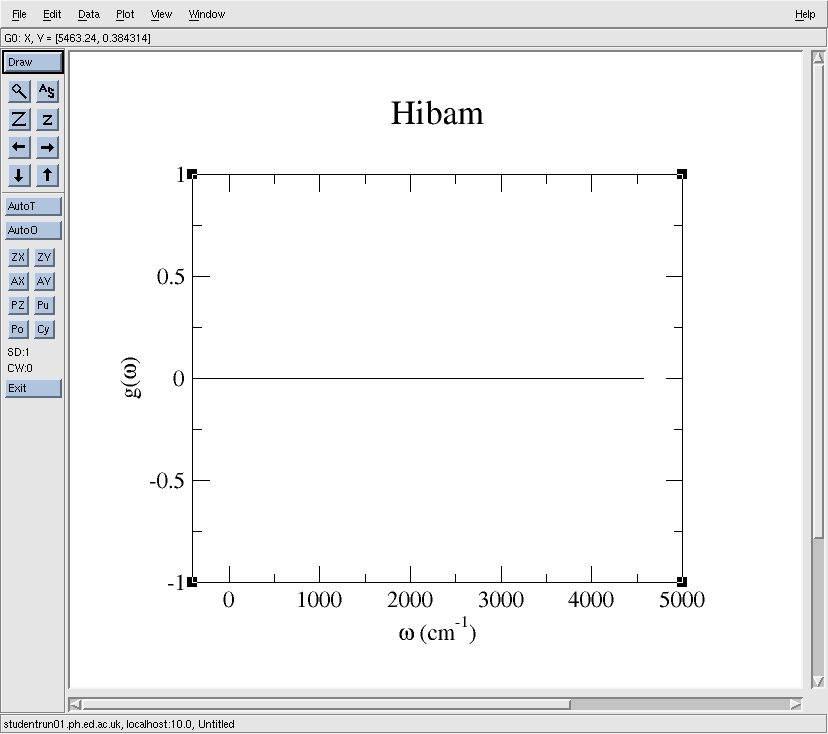 File Edit Data Plot View Window Help
G0: X, Y = [5463.24, 0.384314]
Draw
A S
Z z
AutoT
AutoO
ZX ZY
AX AY
PZ Pu
Po Cy
SD:1
CW:0
Exit
Hibam
1
0.5
0
-0.5
-1
g(ω)
0 1000 2000 3000 4000 5000
ω (cm⁻¹)
studentrun01.ph.ed.ac.uk, localhost:10.0, Untitled